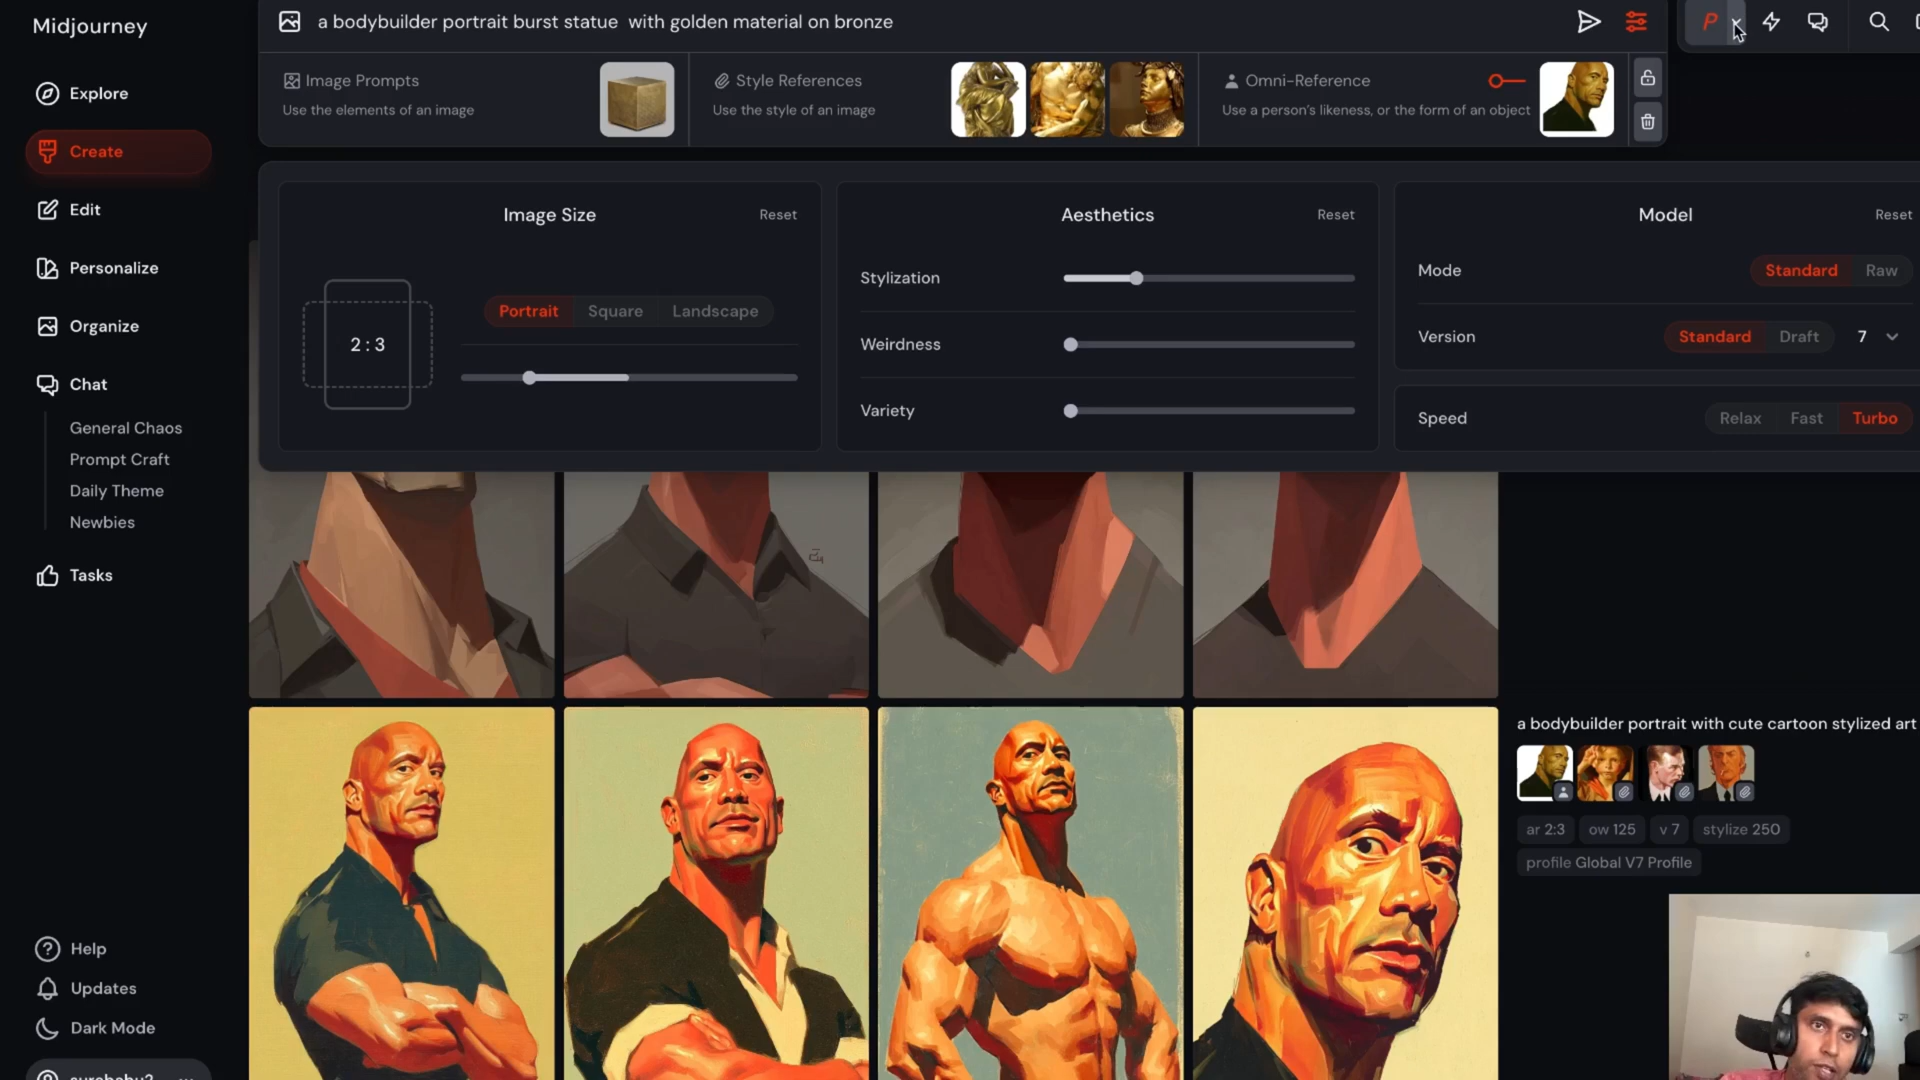 Midjourney
a bodybuilder portrait burst statue with golden material on bronze
P
Image Prompts
Use the elements of an image
Style References
Use the style of an image
Omni-Reference
Use a person's likeness, or the form of an object
Explore
Create
Edit
Personalize
Organize
Chat
General Chaos
Prompt Craft
Daily Theme
Newbies
Tasks
Image Size
Reset
2 : 3
Portrait
Square
Landscape
Aesthetics
Reset
Stylization
Weirdness
Variety
Model
Reset
Mode
Standard
Raw
Version
Standard
Draft
7
Speed
Relax
Fast
Turbo
a bodybuilder portrait with cute cartoon stylized art
ar 2:3
ow 125
v 7
stylize 250
profile Global V7 Profile
Help
Updates
Dark Mode